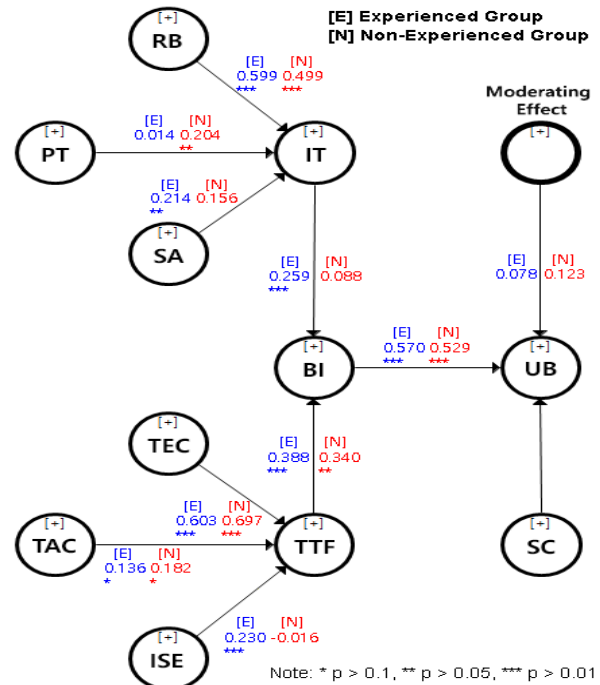 [E] Experienced Group
[N] Non-Experienced Group
[+]
RB
[E] [N]
0.599 0.499
*** ***
Moderating
Effect
[+]
[+]
PT
[E] [N]
0.014 0.204
**
[+]
IT
[E] [N]
0.214 0.156
**
[+]
SA
[E] [N]
0.259 0.088
***
[E] [N]
0.078 0.123
[+]
BI
[E] [N]
0.570 0.529
*** ***
[+]
UB
[+]
TEC
[E] [N]
0.388 0.340
*** **
[E] [N]
0.603 0.697
*** ***
[+]
TAC
[E] [N]
0.136 0.182
* *
[+]
TTF
[+]
SC
[+]
ISE
[E] [N]
0.230 -0.016
***
Note: * p > 0.1, ** p > 0.05, *** p > 0.01